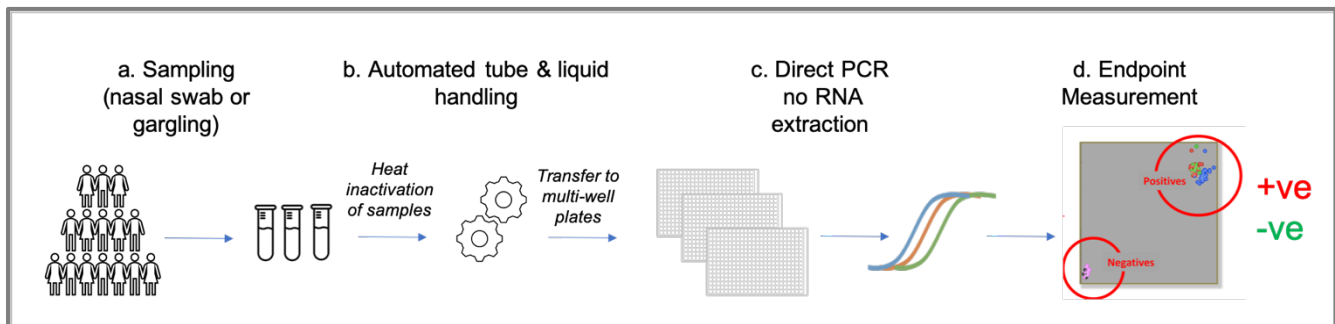 a. Sampling
(nasal swab or
gargling)
b. Automated tube & liquid
handling
c. Direct PCR
no RNA
extraction
d. Endpoint
Measurement
Heat
inactivation
of samples
Transfer to
multi-well
plates
Positives
Negatives
+ve
-ve